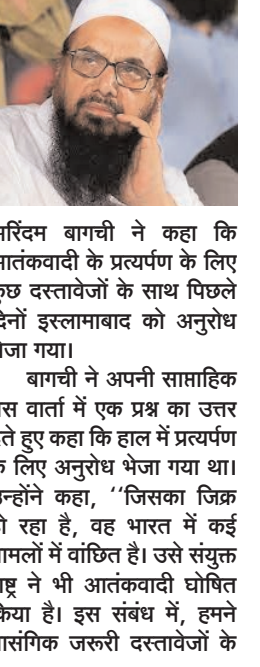 अरिंदम बागची ने कहा कि
आतंकवादी के प्रत्यर्पण के लिए
कुछ दस्तावेजों के साथ पिछले
दिनों इस्लामाबाद को अनुरोध
भेजा गया।
बागची ने अपनी साप्ताहिक
प्रेस वार्ता में एक प्रश्न का उत्तर
देते हुए कहा कि हाल में प्रत्यर्पण
के लिए अनुरोध भेजा गया था।
उन्होंने कहा, ‘‘जिसका जिक्र
हो रहा है, वह भारत में कई
मामलों में वांछित है। उसे संयुक्त
राष्ट्र ने भी आतंकवादी घोषित
किया है। इस संबंध में, हमने
प्रासंगिक जरूरी दस्तावेजों के